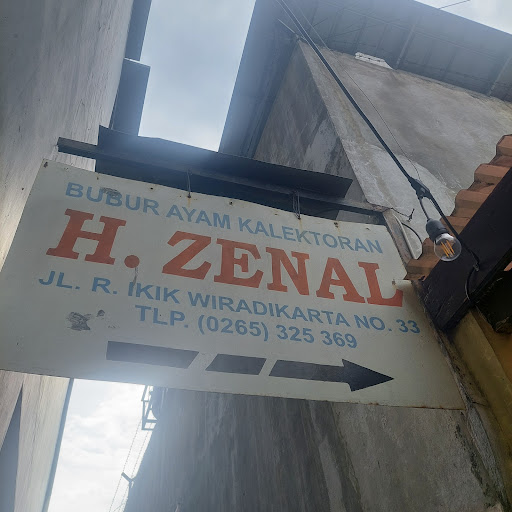 BUBUR AYAM KALEKTORAN
H. ZENAL
JL. R. IKIK WIRADIKARTA NO. 33
TLP. (0265) 325 369